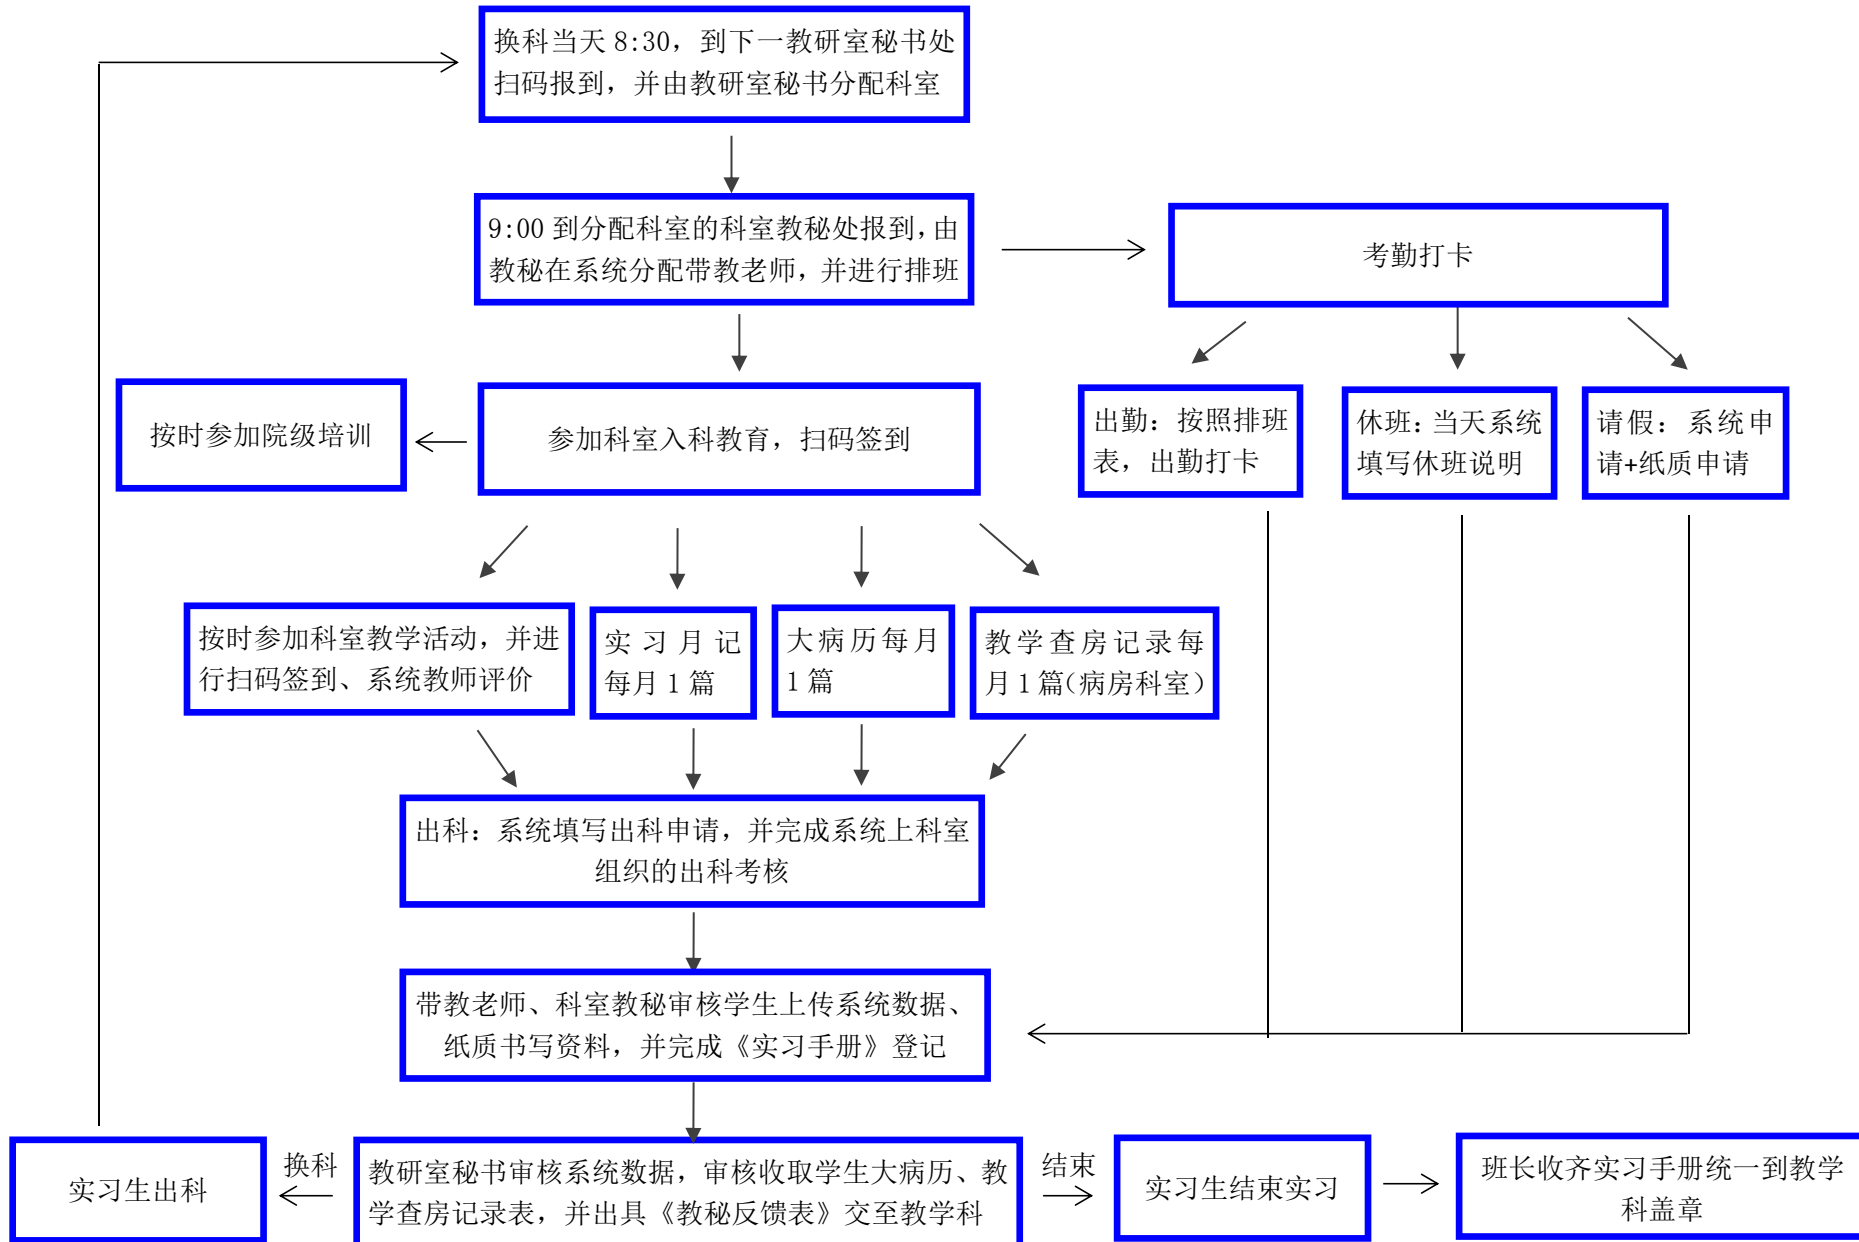 换科当天 8:30，到下一教研室秘书处
扫码报到，并由教研室秘书分配科室
9:00 到分配科室的科室教秘处报到，由
教秘在系统分配带教老师，并进行排班
考勤打卡
按时参加院级培训
参加科室入科教育，扫码签到
出勤：按照排班
表，出勤打卡
休班：当天系统
填写休班说明
请假：系统申
请+纸质申请
按时参加科室教学活动，并进
行扫码签到、系统教师评价
实习月记
每月 1 篇
大病历每月
1 篇
教学查房记录每
月 1 篇（病房科室）
出科：系统填写出科申请，并完成系统上科室
组织的出科考核
带教老师、科室教秘审核学生上传系统数据、
纸质书写资料，并完成《实习手册》登记
实习生出科
换科
教研室秘书审核系统数据，审核收取学生大病历、教
学查房记录表，并出具《教秘反馈表》交至教学科
结束
实习生结束实习
班长收齐实习手册统一到教学
科盖章